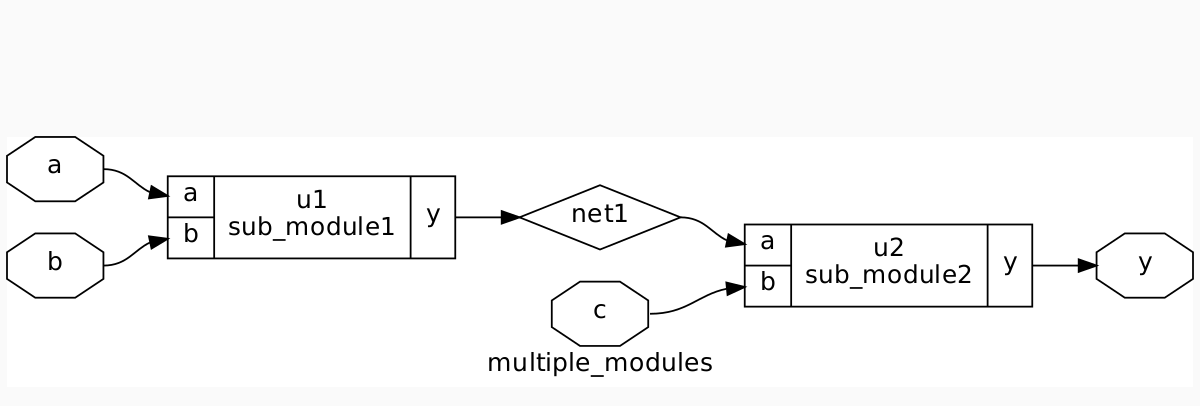 a
b
a
b
u1
sub_module1
y
net1
c
a
b
u2
sub_module2
y
y
multiple_modules